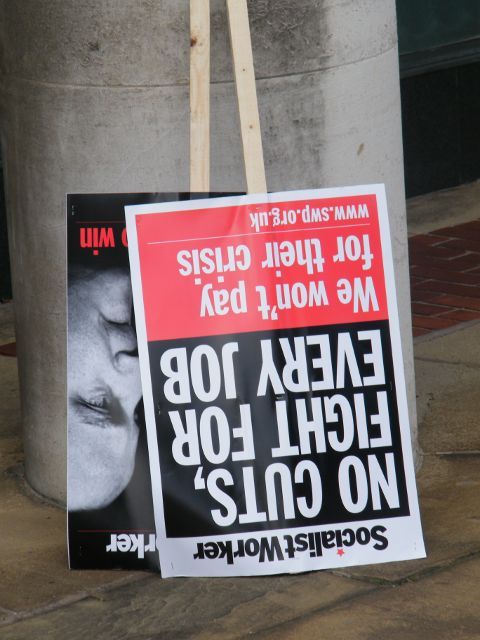 Socialist Worker
NO CUTS,
FIGHT FOR
EVERY JOB
We won't pay
for their crisis
www.swp.org.uk
orker
o win